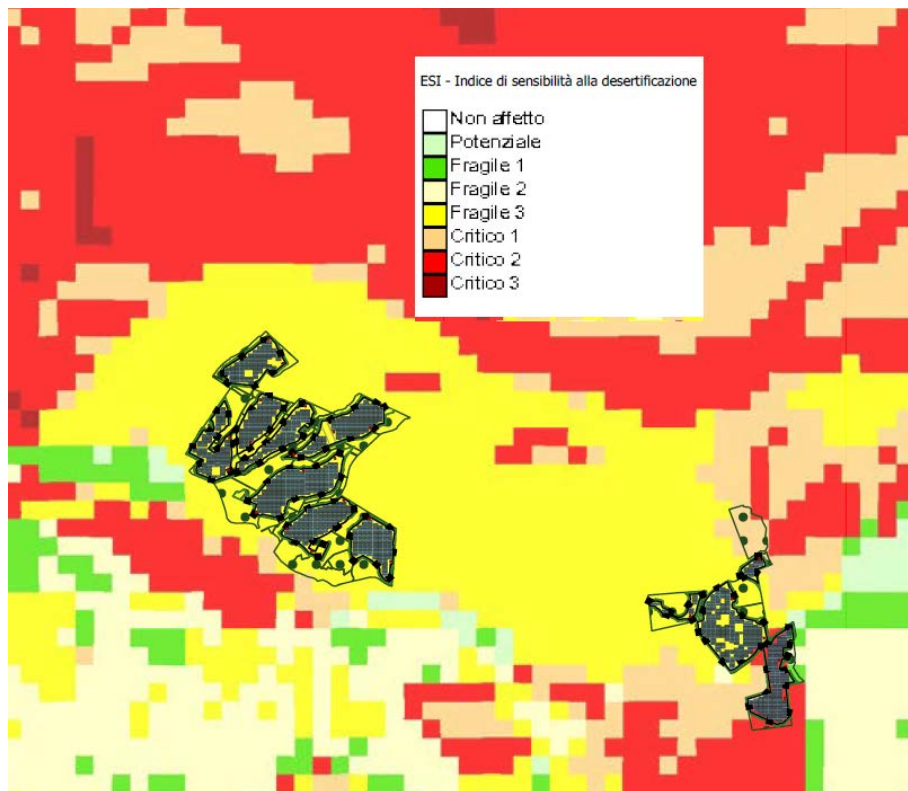 ESI - Indice di sensibilità alla desertificazione
Non affetto
Potenziale
Fragile 1
Fragile 2
Fragile 3
Critico 1
Critico 2
Critico 3